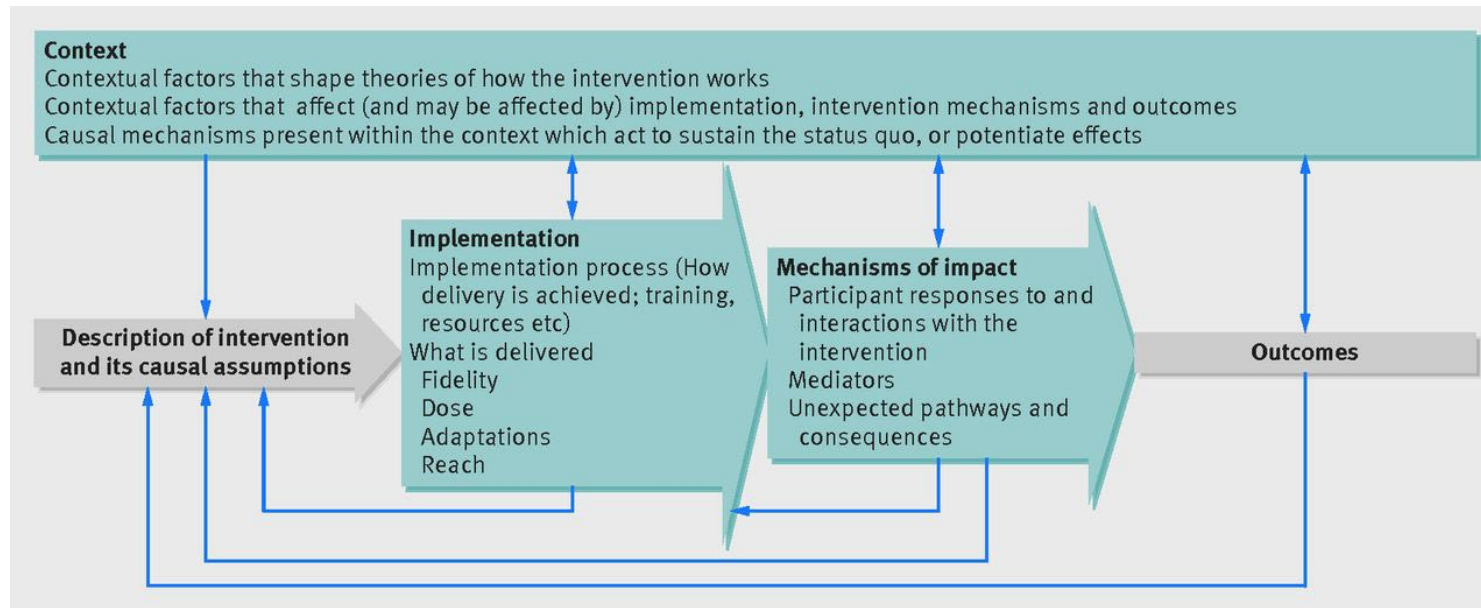 Context
Contextual factors that shape theories of how the intervention works
Contextual factors that affect (and may be affected by) implementation, intervention mechanisms and outcomes
Causal mechanisms present within the context which act to sustain the status quo, or potentiate effects
Description of intervention
and its causal assumptions
Implementation
Implementation process (How
delivery is achieved; training,
resources etc)
What is delivered
Fidelity
Dose
Adaptations
Reach
Mechanisms of impact
Participant responses to and
interactions with the
intervention
Mediators
Unexpected pathways and
consequences
Outcomes